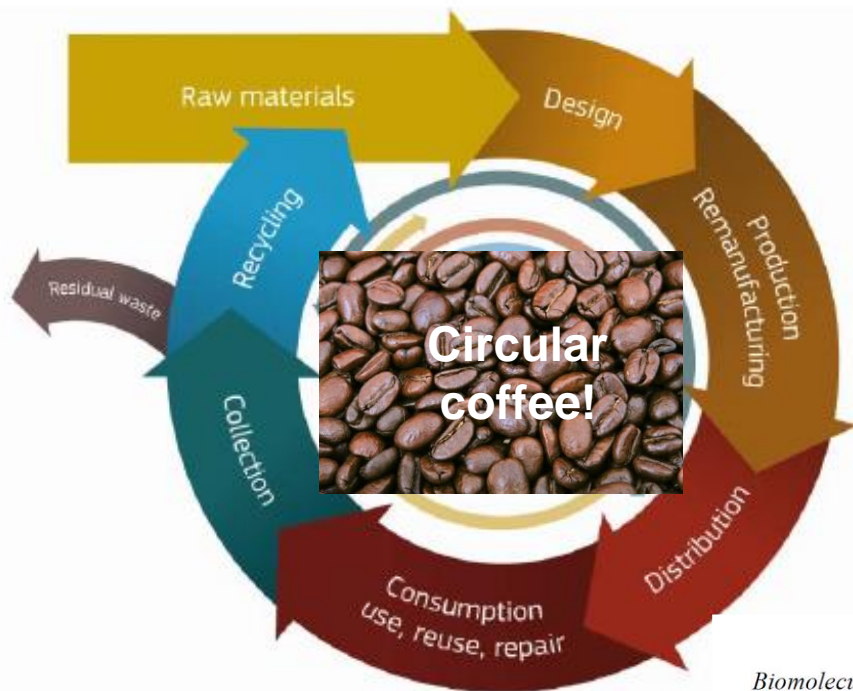 Raw materials
Design
Production
Remanufacturing
Distribution
Consumption
use, reuse, repair
Collection
Recycling
Residual waste
Circular
coffee!